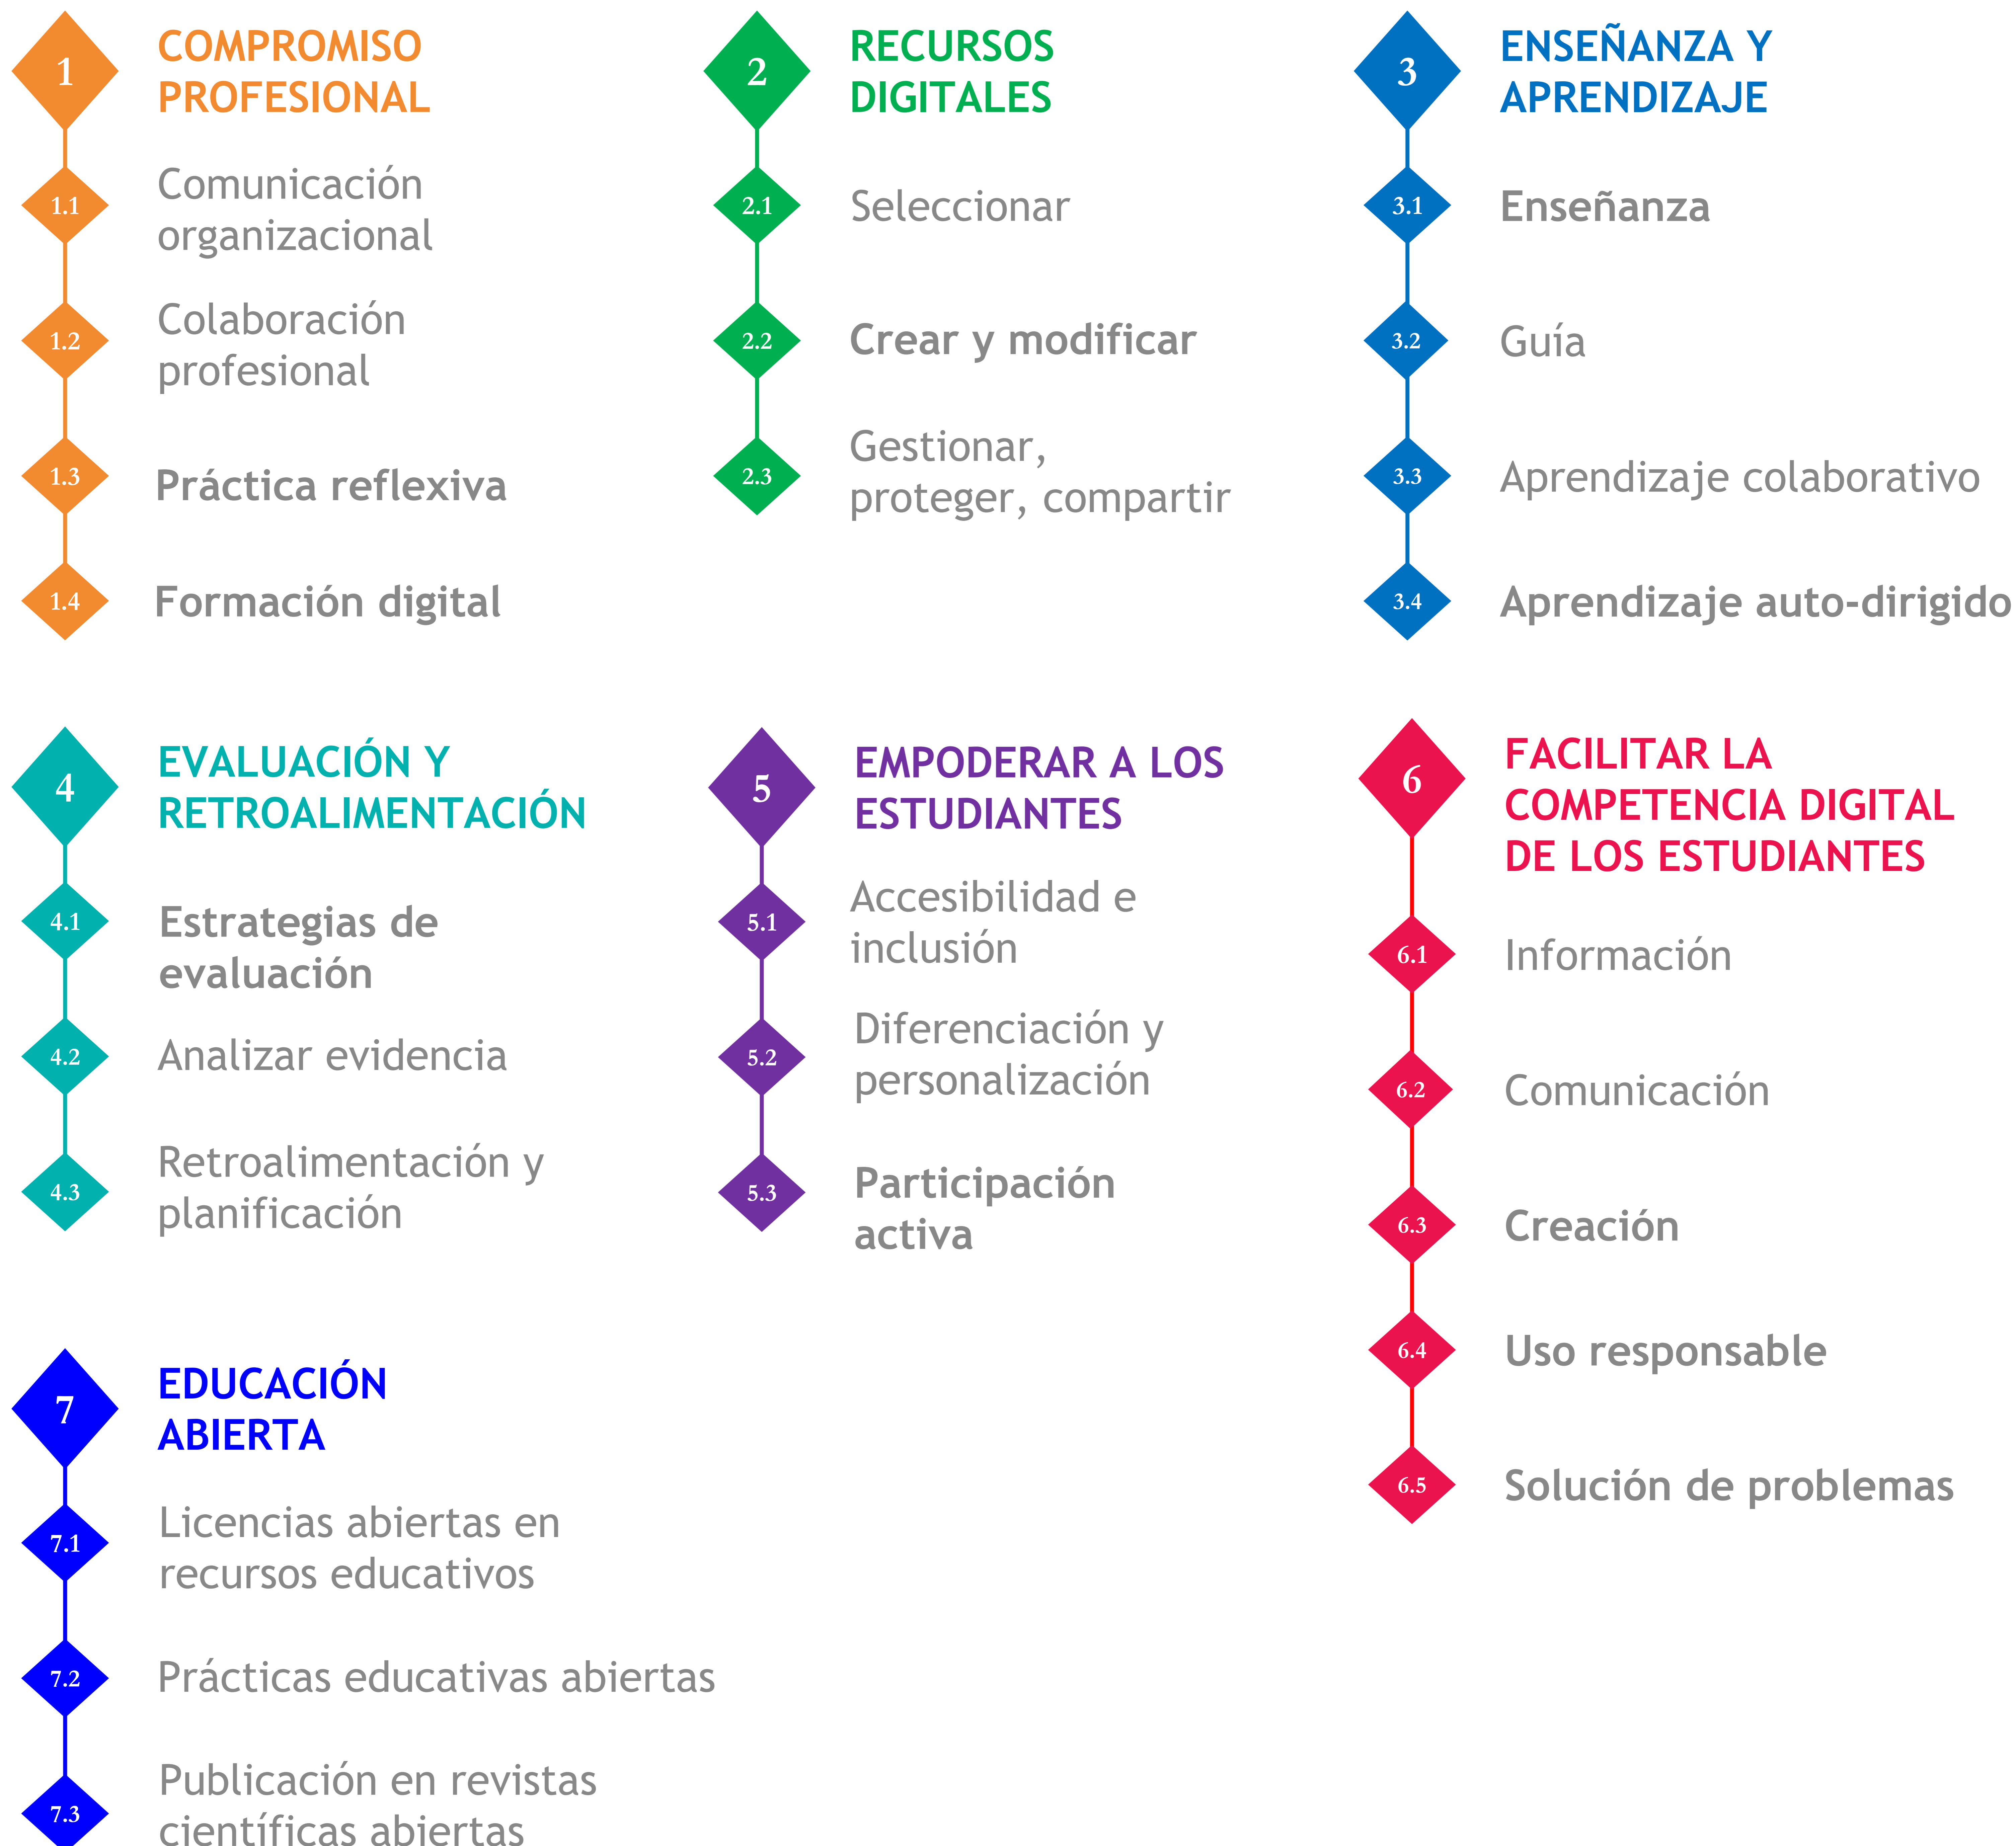 1
COMPROMISO
PROFESIONAL
1.1
Comunicación
organizacional
1.2
Colaboración
profesional
1.3
Práctica reflexiva
1.4
Formación digital
2
RECURSOS
DIGITALES
2.1
Seleccionar
2.2
Crear y modificar
2.3
Gestionar,
proteger, compartir
3
ENSEÑANZA Y
APRENDIZAJE
3.1
Enseñanza
3.2
Guía
3.3
Aprendizaje colaborativo
3.4
Aprendizaje auto-dirigido
4
EVALUACIÓN Y
RETROALIMENTACIÓN
4.1
Estrategias de
evaluación
4.2
Analizar evidencia
4.3
Retroalimentación y
planificación
5
EMPODERAR A LOS
ESTUDIANTES
5.1
Accesibilidad e
inclusión
5.2
Diferenciación y
personalización
5.3
Participación
activa
6
FACILITAR LA
COMPETENCIA DIGITAL
DE LOS ESTUDIANTES
6.1
Información
6.2
Comunicación
6.3
Creación
6.4
Uso responsable
6.5
Solución de problemas
7
EDUCACIÓN
ABIERTA
7.1
Licencias abiertas en
recursos educativos
7.2
Prácticas educativas abiertas
7.3
Publicación en revistas
científicas abiertas